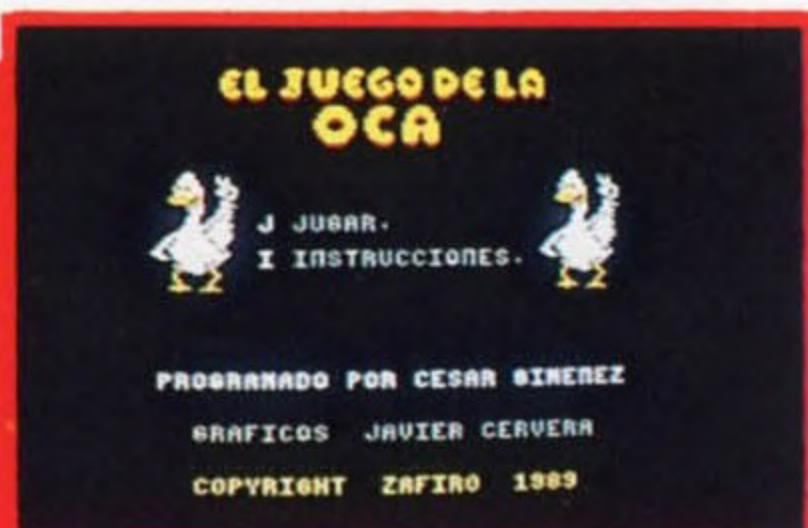 EL JUEGO DE LA
OCA
J JUGAR.
I INSTRUCCIONES.
PROGRAMADO POR CESAR GIMENEZ
GRAFICOS JAVIER CERVERA
COPYRIGHT ZAFIRO 1989